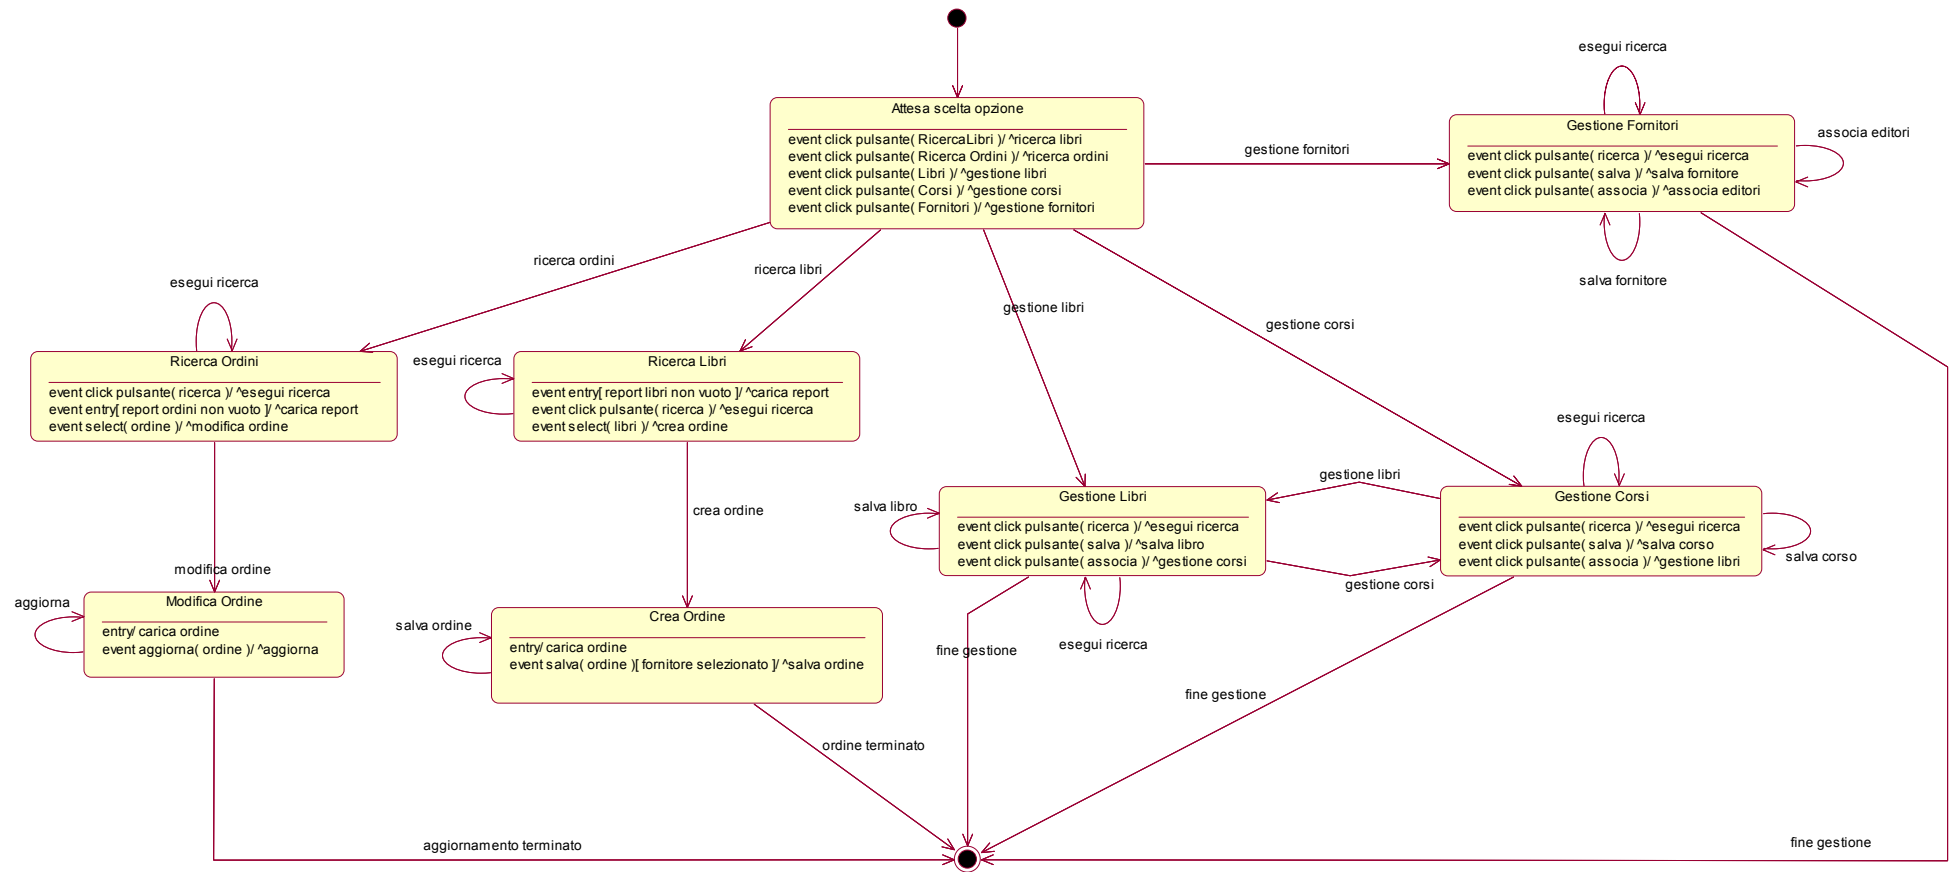 esegui ricerca
Attesa scelta opzione
event click pulsante( RicercaLibri )/ ^ricerca libri
event click pulsante( Ricerca Ordini )/ ^ricerca ordini
event click pulsante( Libri )/ ^gestione libri
event click pulsante( Corsi )/ ^gestione corsi
event click pulsante( Fornitori )/ ^gestione fornitori
gestione fornitori
Gestione Fornitori
event click pulsante( ricerca )/ ^esegui ricerca
event click pulsante( salva )/ ^salva fornitore
event click pulsante( associa )/ ^associa editori
associa editori
salva fornitore
ricerca ordini
ricerca libri
gestione libri
gestione corsi
esegui ricerca
Ricerca Ordini
event click pulsante( ricerca )/ ^esegui ricerca
event entry[ report ordini non vuoto ]/ ^carica report
event select( ordine )/ ^modifica ordine
esegui ricerca
Ricerca Libri
event entry[ report libri non vuoto ]/ ^carica report
event click pulsante( ricerca )/ ^esegui ricerca
event select( libri )/ ^crea ordine
esegui ricerca
gestione libri
salva libro
Gestione Libri
event click pulsante( ricerca )/ ^esegui ricerca
event click pulsante( salva )/ ^salva libro
event click pulsante( associa )/ ^gestione corsi
Gestione Corsi
event click pulsante( ricerca )/ ^esegui ricerca
event click pulsante( salva )/ ^salva corso
event click pulsante( associa )/ ^gestione libri
salva corso
gestione corsi
crea ordine
modifica ordine
aggiorna
Modifica Ordine
entry/ carica ordine
event aggiorna( ordine )/ ^aggiorna
salva ordine
Crea Ordine
entry/ carica ordine
event salva( ordine )[ fornitore selezionato ]/ ^salva ordine
fine gestione
esegui ricerca
fine gestione
ordine terminato
aggiornamento terminato
fine gestione